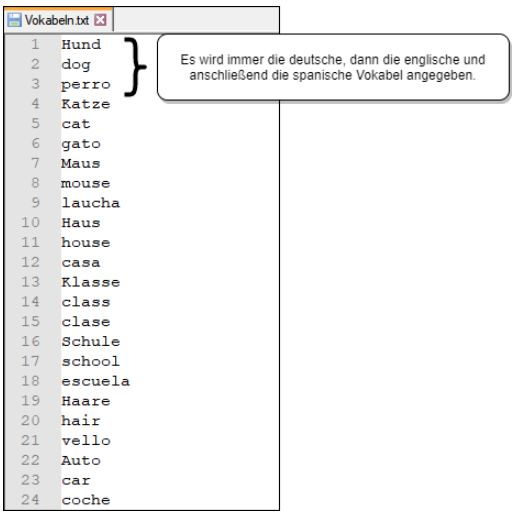 Vokabeln.txt
1 Hund
2 dog
3 perro
Es wird immer die deutsche, dann die englische und
anschließend die spanische Vokabel angegeben.
4 Katze
5 cat
6 gato
7 Maus
8 mouse
9 laucha
10 Haus
11 house
12 casa
13 Klasse
14 class
15 clase
16 Schule
17 school
18 escuela
19 Haare
20 hair
21 vello
22 Auto
23 car
24 coche